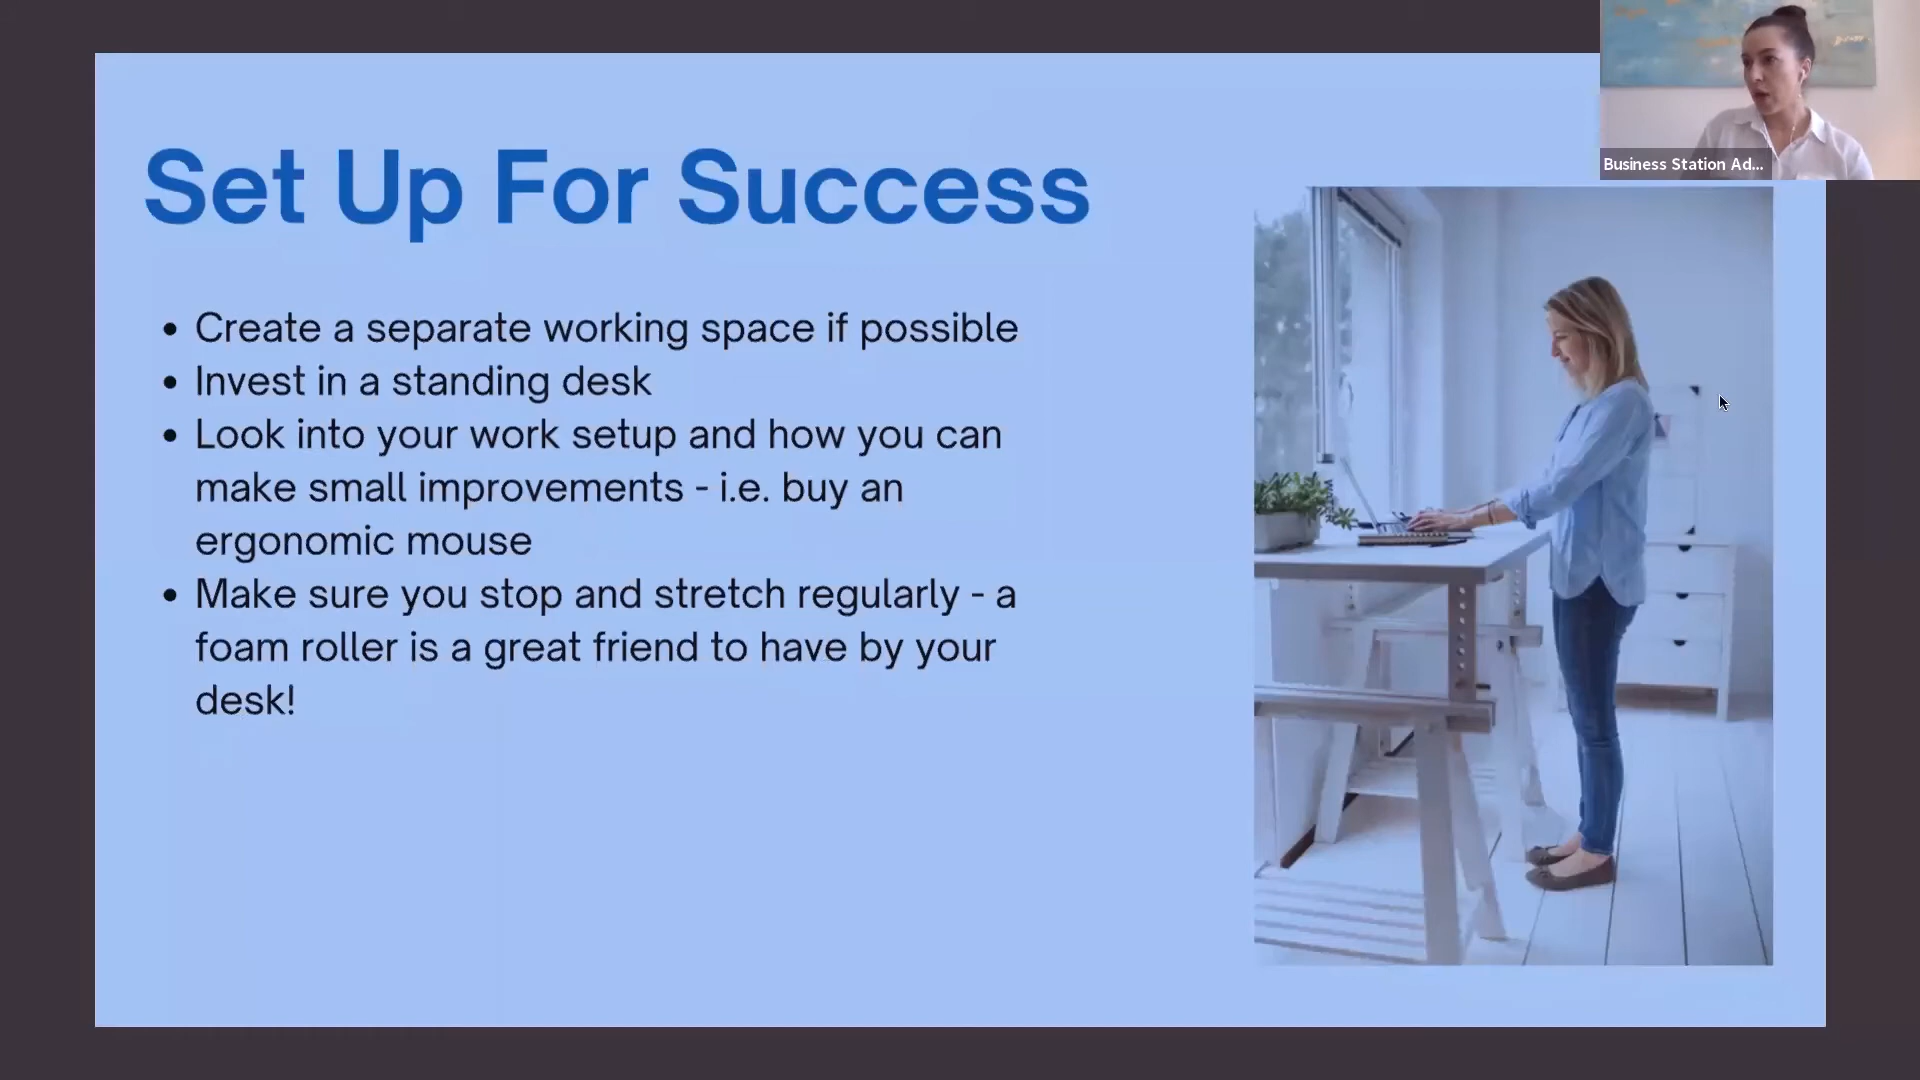 Business Station Ad...
Set Up For Success
• Create a separate working space if possible
• Invest in a standing desk
• Look into your work setup and how you can
make small improvements - i.e. buy an
ergonomic mouse
• Make sure you stop and stretch regularly - a
foam roller is a great friend to have by your
desk!